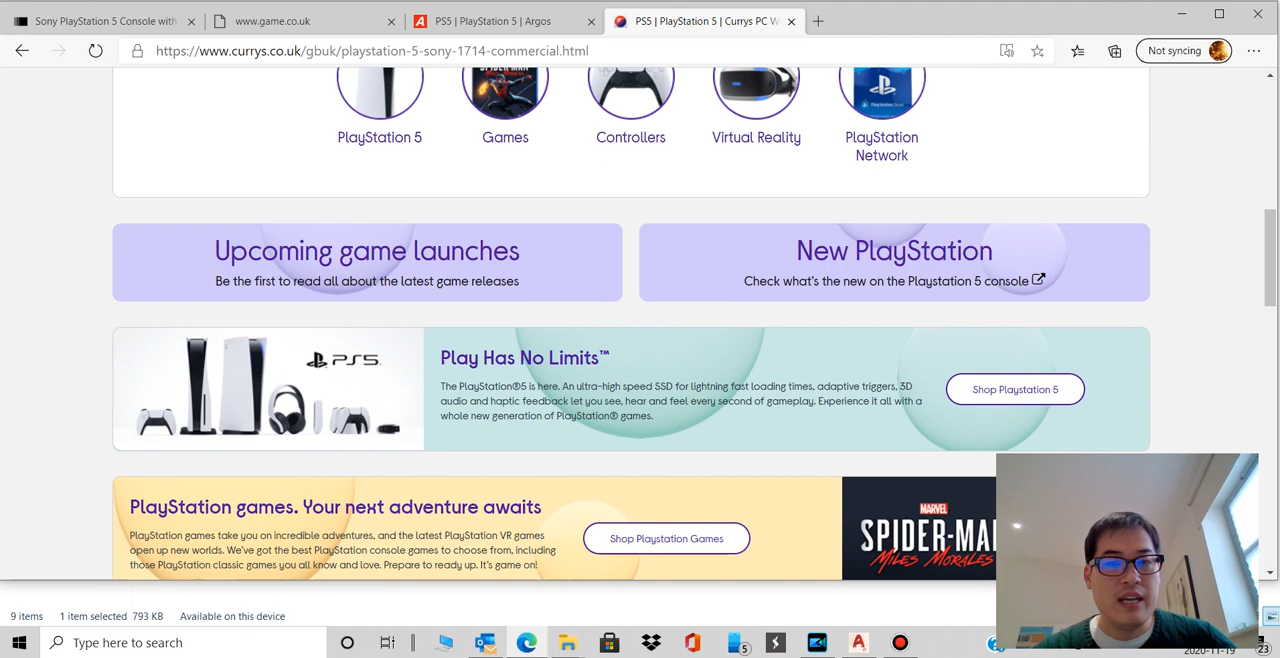 Sony PlayStation 5 Console with
www.game.co.uk
PS5 | PlayStation 5 | Argos
PS5 | PlayStation 5 | Currys PC W
https://www.currys.co.uk/gbuk/playstation-5-sony-1714-commercial.html
Not syncing
PlayStation 5
Games
Controllers
Virtual Reality
PlayStation
Network
Upcoming game launches
Be the first to read all about the latest game releases
New PlayStation
Check what's the new on the Playstation 5 console
PS5
Play Has No Limits™
The PlayStation®5 is here. An ultra-high speed SSD for lightning fast loading times, adaptive triggers, 3D
audio and haptic feedback let you see, hear and feel every second of gameplay. Experience it all with a
whole new generation of PlayStation® games.
Shop Playstation 5
PlayStation games. Your next adventure awaits
PlayStation games take you on incredible adventures, and the latest PlayStation VR games
open up new worlds. We've got the best PlayStation console games to choose from, including
those PlayStation classic games you all know and love. Prepare to ready up. It's game on!
Shop Playstation Games
MARVEL
SPIDER-MAN
MILES MORALES
9 items
1 item selected 793 KB
Available on this device
Type here to search
5
2020-11-19
23